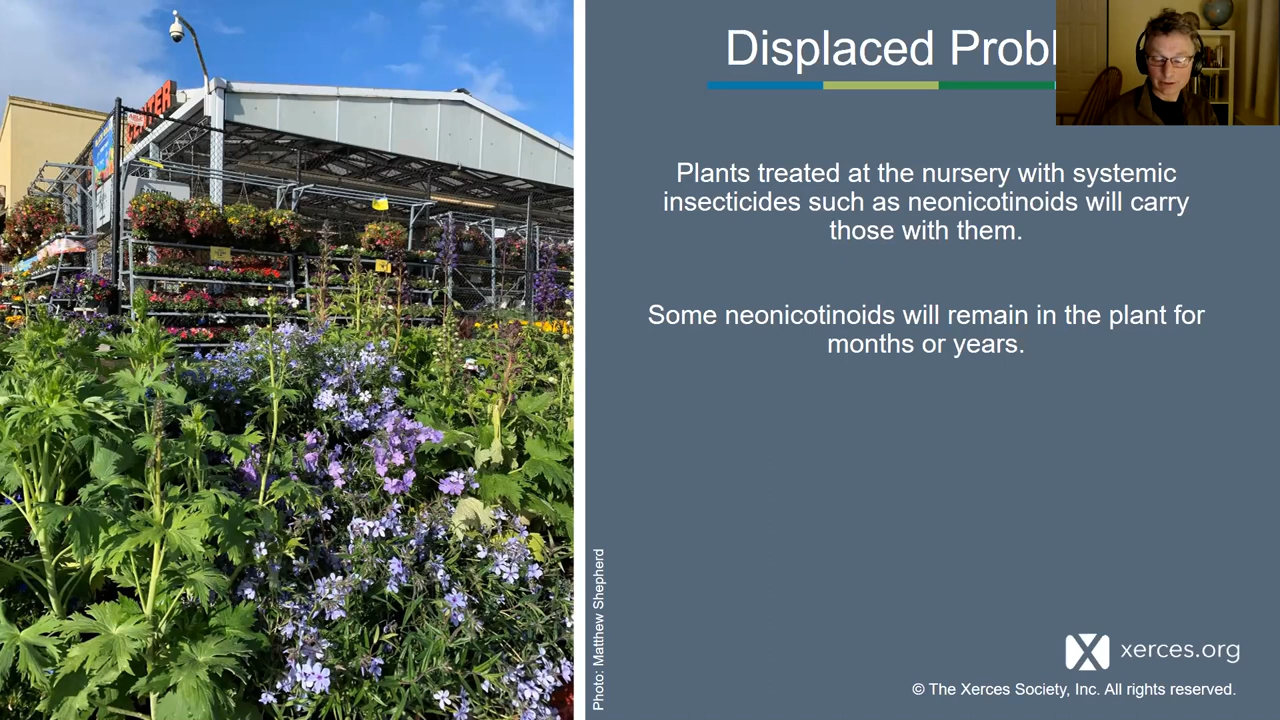 Displaced Probl
Plants treated at the nursery with systemic
insecticides such as neonicotinoids will carry
those with them.
Some neonicotinoids will remain in the plant for
months or years.
Photo: Matthew Shepherd
xerces.org
© The Xerces Society, Inc. All rights reserved.